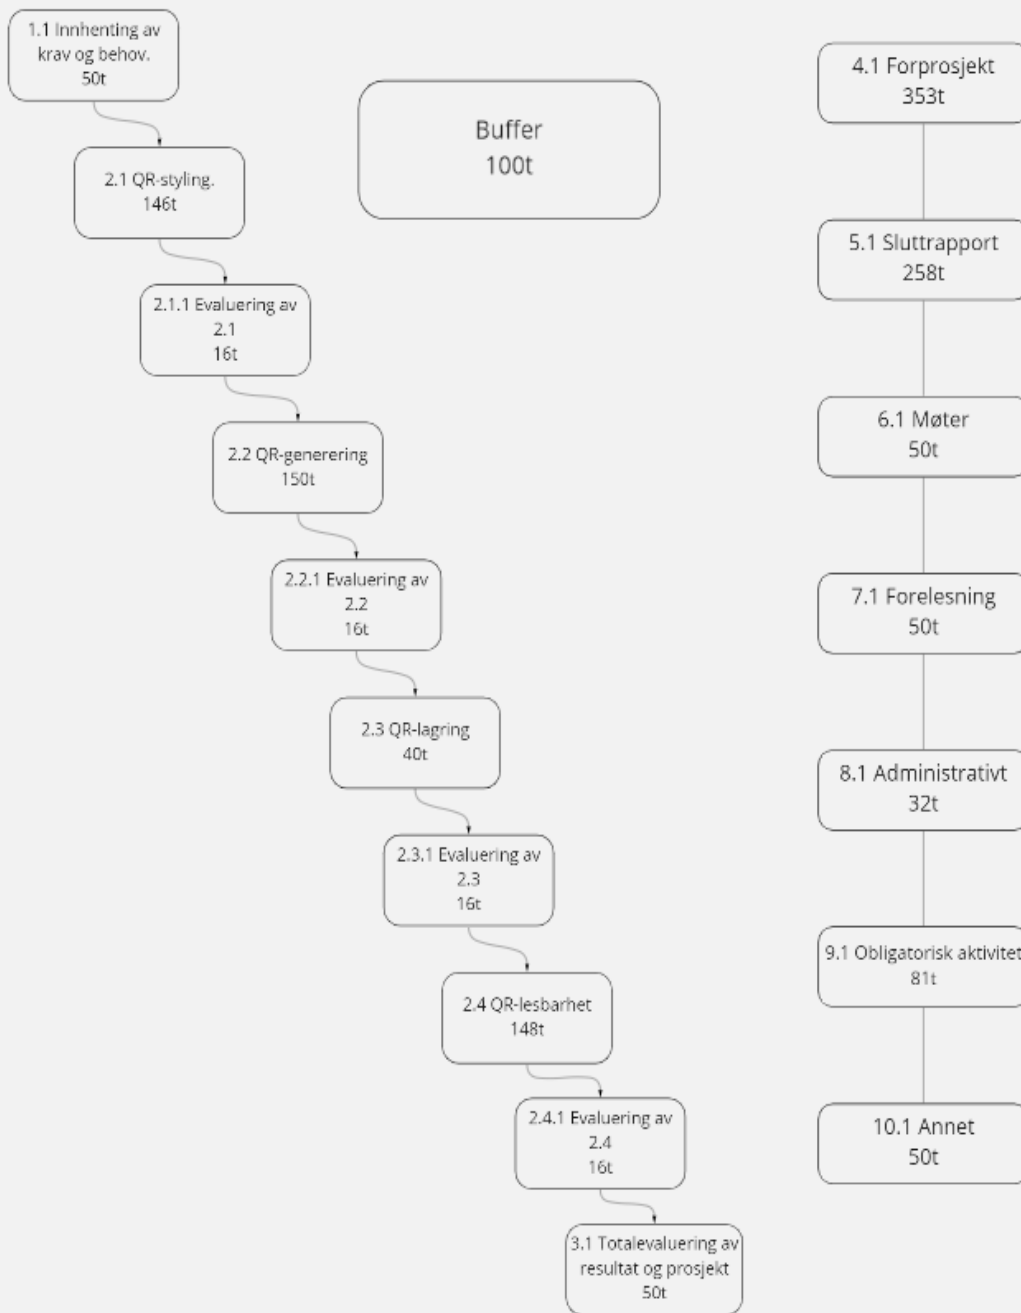 1.1 Innhenting av
krav og behov.
50t
2.1 QR-styling.
146t
2.1.1 Evaluering av
2.1
16t
2.2 QR-generering
150t
2.2.1 Evaluering av
2.2
16t
2.3 QR-lagring
40t
2.3.1 Evaluering av
2.3
16t
2.4 QR-lesbarhet
148t
2.4.1 Evaluering av
2.4
16t
3.1 Totalevaluering av
resultat og prosjekt
50t
Buffer
100t
4.1 Forprosjekt
353t
5.1 Sluttrapport
258t
6.1 Møter
50t
7.1 Forelesning
50t
8.1 Administrativt
32t
9.1 Obligatorisk aktivitet
81t
10.1 Annet
50t